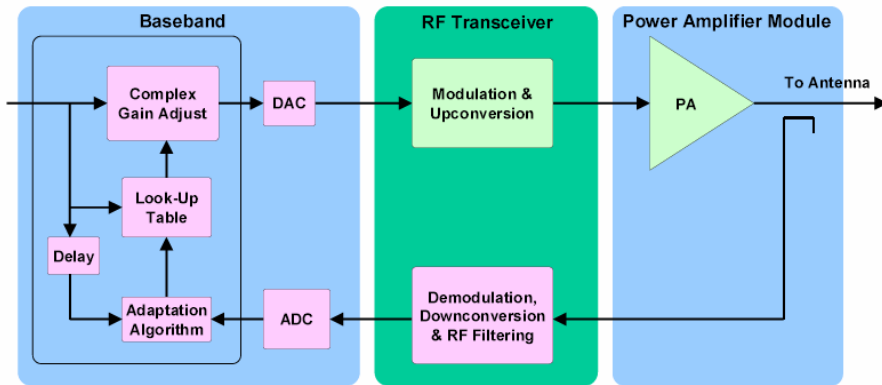 Baseband
RF Transceiver
Power Amplifier Module
Complex
Gain Adjust
DAC
Modulation &
Upconversion
PA
To Antenna
Look-Up
Table
Delay
Adaptation
Algorithm
ADC
Demodulation,
Downconversion
& RF Filtering